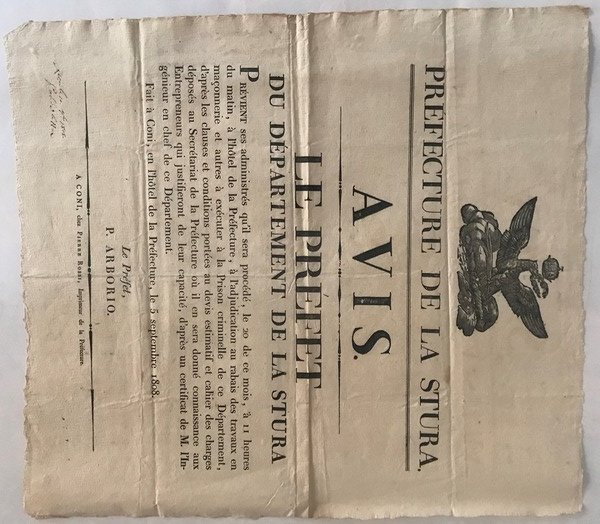 PREFECTURE DE LA STURA.
AVIS.
LE PRÉFET
DU DÉPARTEMENT DE LA STURA
PRÉVIENT ses administrés qu'il sera procédé, le 20 de ce mois, à 11 heures
du matin, à l'hôtel de la Préfecture, à l'adjudication au rabais des travaux en
maçonnerie et autres à exécuter à la Prison criminelle de ce Département,
d'après les clauses et conditions portées au devis estimatif et cahier des charges
déposés au Secrétariat de la Préfecture où il en sera donné connaissance aux
Entrepreneurs qui justifieront de leur capacité, d'après un certificat de M. l'In-
génieur en chef de ce Département.
Fait à Coni, en l'hôtel de la Préfecture, le 5 septembre 1808.
Le Préfet,
P. ARBORIO.
A CONI, chez PIERRE ROSSI, Imprimeur de la Préfecture.